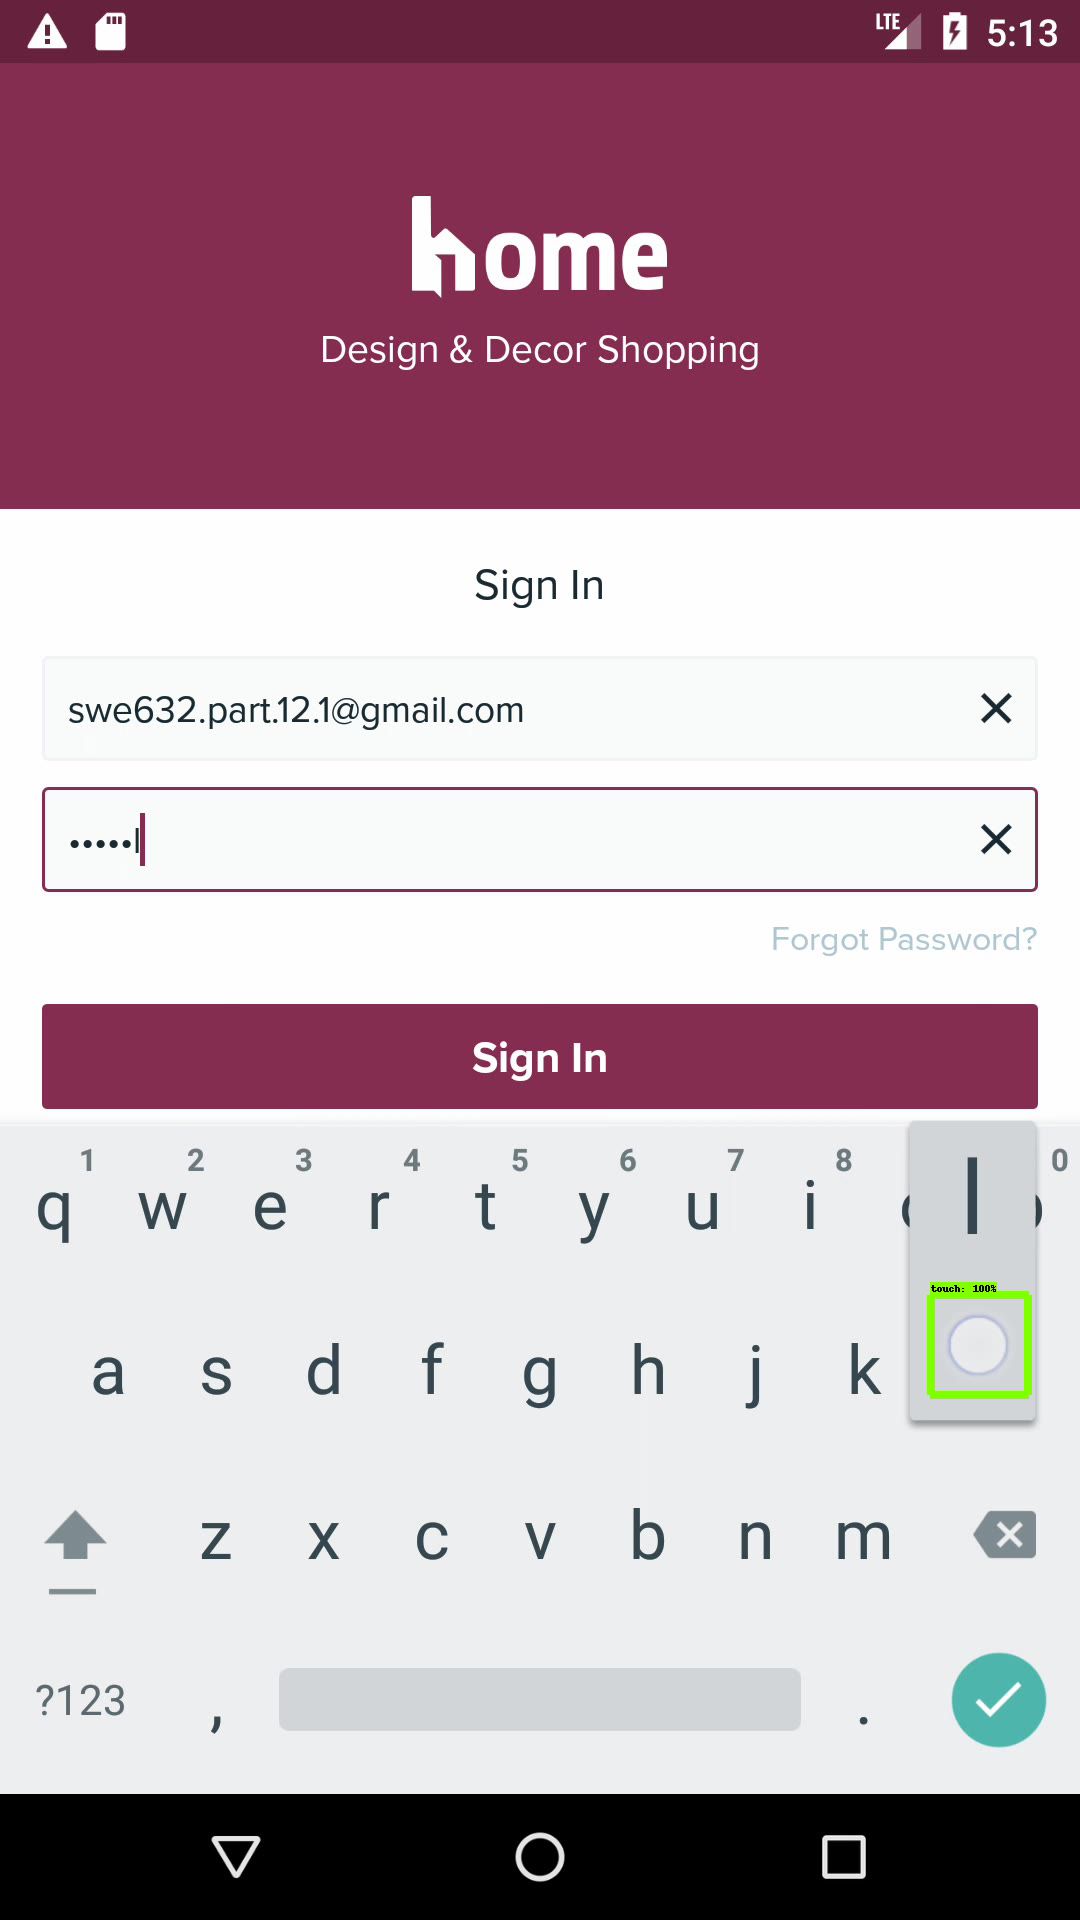 LTE 5:13
home
Design & Decor Shopping
Sign In
swe632.part.12.1@gmail.com
•••••l
Forgot Password?
Sign In
1 2 3 4 5 6 7 8 0
q w e r t y u i
l
touch: 100%
a s d f g h j k
z x c v b n m
?123 , .